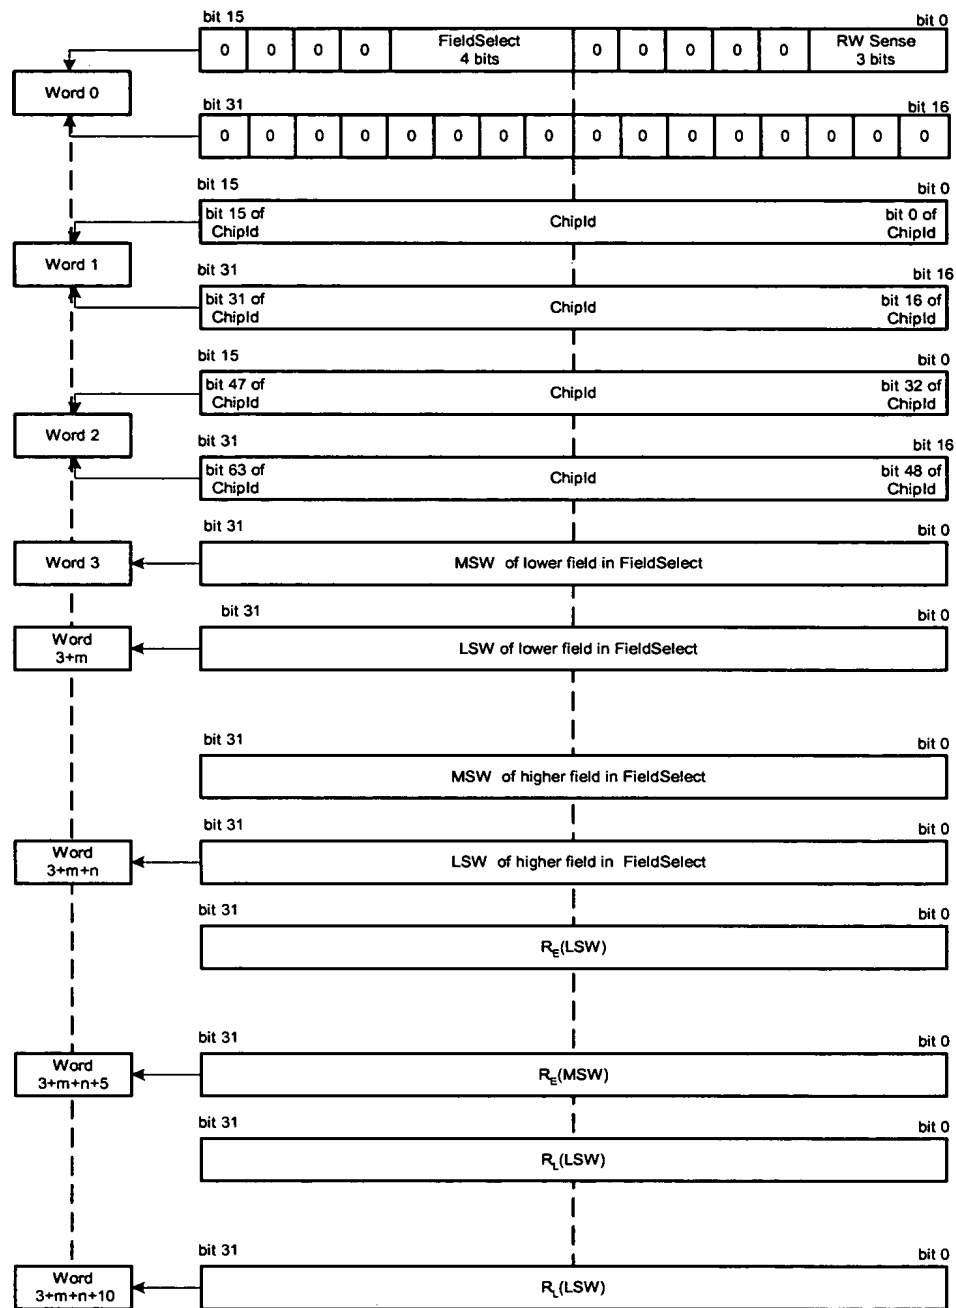 bit 15 bit 0
0 0 0 0 FieldSelect 4 bits 0 0 0 0 0 RW Sense 3 bits
Word 0
bit 31 bit 16
0 0 0 0 0 0 0 0 0 0 0 0 0 0 0 0
bit 15 bit 0
bit 15 of ChipId ChipId bit 0 of ChipId
Word 1
bit 31 bit 16
bit 31 of ChipId ChipId bit 16 of ChipId
bit 15 bit 0
bit 47 of ChipId ChipId bit 32 of ChipId
Word 2
bit 31 bit 16
bit 63 of ChipId ChipId bit 48 of ChipId
bit 31 bit 0
Word 3 MSW of lower field in FieldSelect
bit 31 bit 0
Word 3+m LSW of lower field in FieldSelect
bit 31 bit 0
MSW of higher field in FieldSelect
bit 31 bit 0
Word 3+m+n LSW of higher field in FieldSelect
bit 31 bit 0
RE(LSW)
bit 31 bit 0
Word 3+m+n+5 RE(MSW)
bit 31 bit 0
RL(LSW)
bit 31 bit 0
Word 3+m+n+10 RL(LSW)